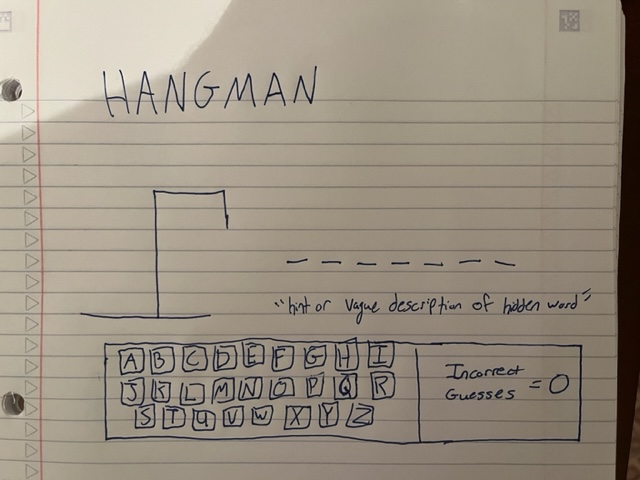 HANGMAN
"hint or vague description of hidden word"
A B C D E F G H I
J K L M N O P Q R
S T U V W X Y Z
Incorrect
Guesses = 0